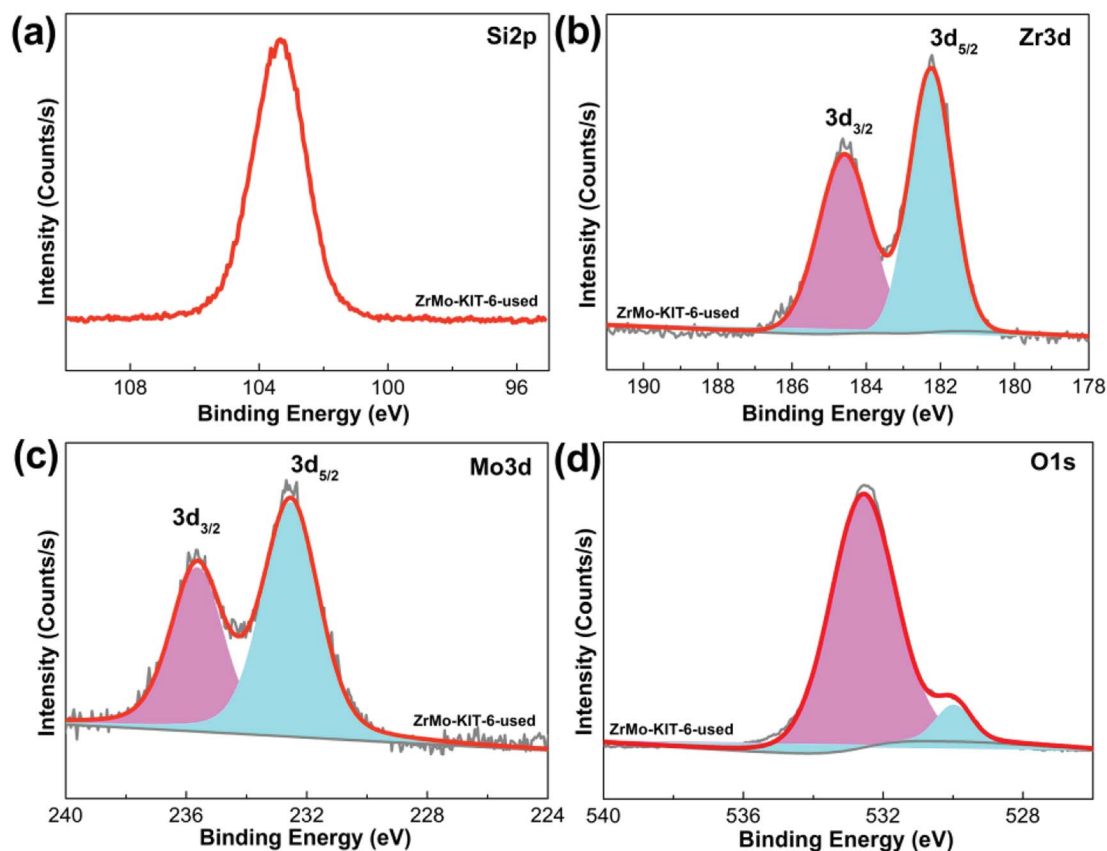 (a)
Si2p
Intensity (Counts/s)
ZrMo-KIT-6-used
108 104 100 96
Binding Energy (eV)
(b)
Zr3d
3d5/2
3d3/2
Intensity (Counts/s)
ZrMo-KIT-6-used
190 188 186 184 182 180 178
Binding Energy (eV)
(c)
Mo3d
3d5/2
3d3/2
Intensity (Counts/s)
ZrMo-KIT-6-used
240 236 232 228 224
Binding Energy (eV)
(d)
O1s
Intensity (Counts/s)
ZrMo-KIT-6-used
540 536 532 528
Binding Energy (eV)